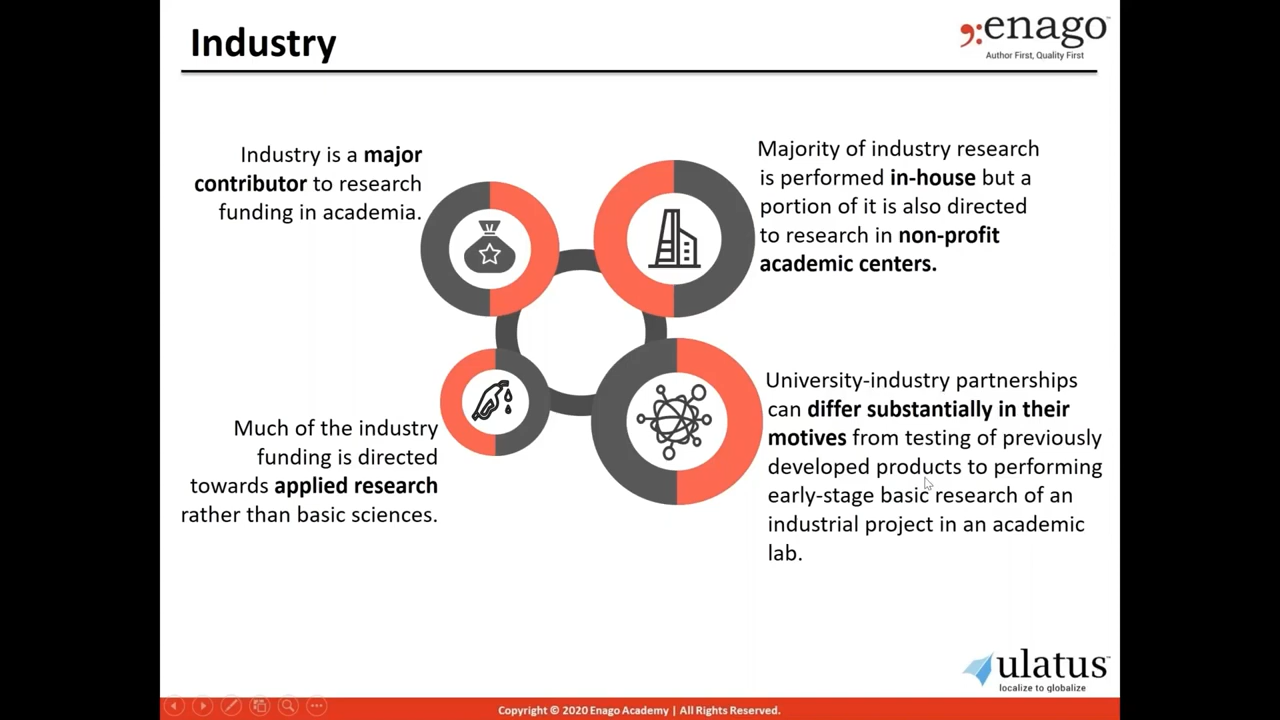 Industry
enago™
Author First, Quality First
Industry is a major
contributor to research
funding in academia.
Majority of industry research
is performed in-house but a
portion of it is also directed
to research in non-profit
academic centers.
Much of the industry
funding is directed
towards applied research
rather than basic sciences.
University-industry partnerships
can differ substantially in their
motives from testing of previously
developed products to performing
early-stage basic research of an
industrial project in an academic
lab.
ulatus™
localize to globalize
Copyright © 2020 Enago Academy | All Rights Reserved.